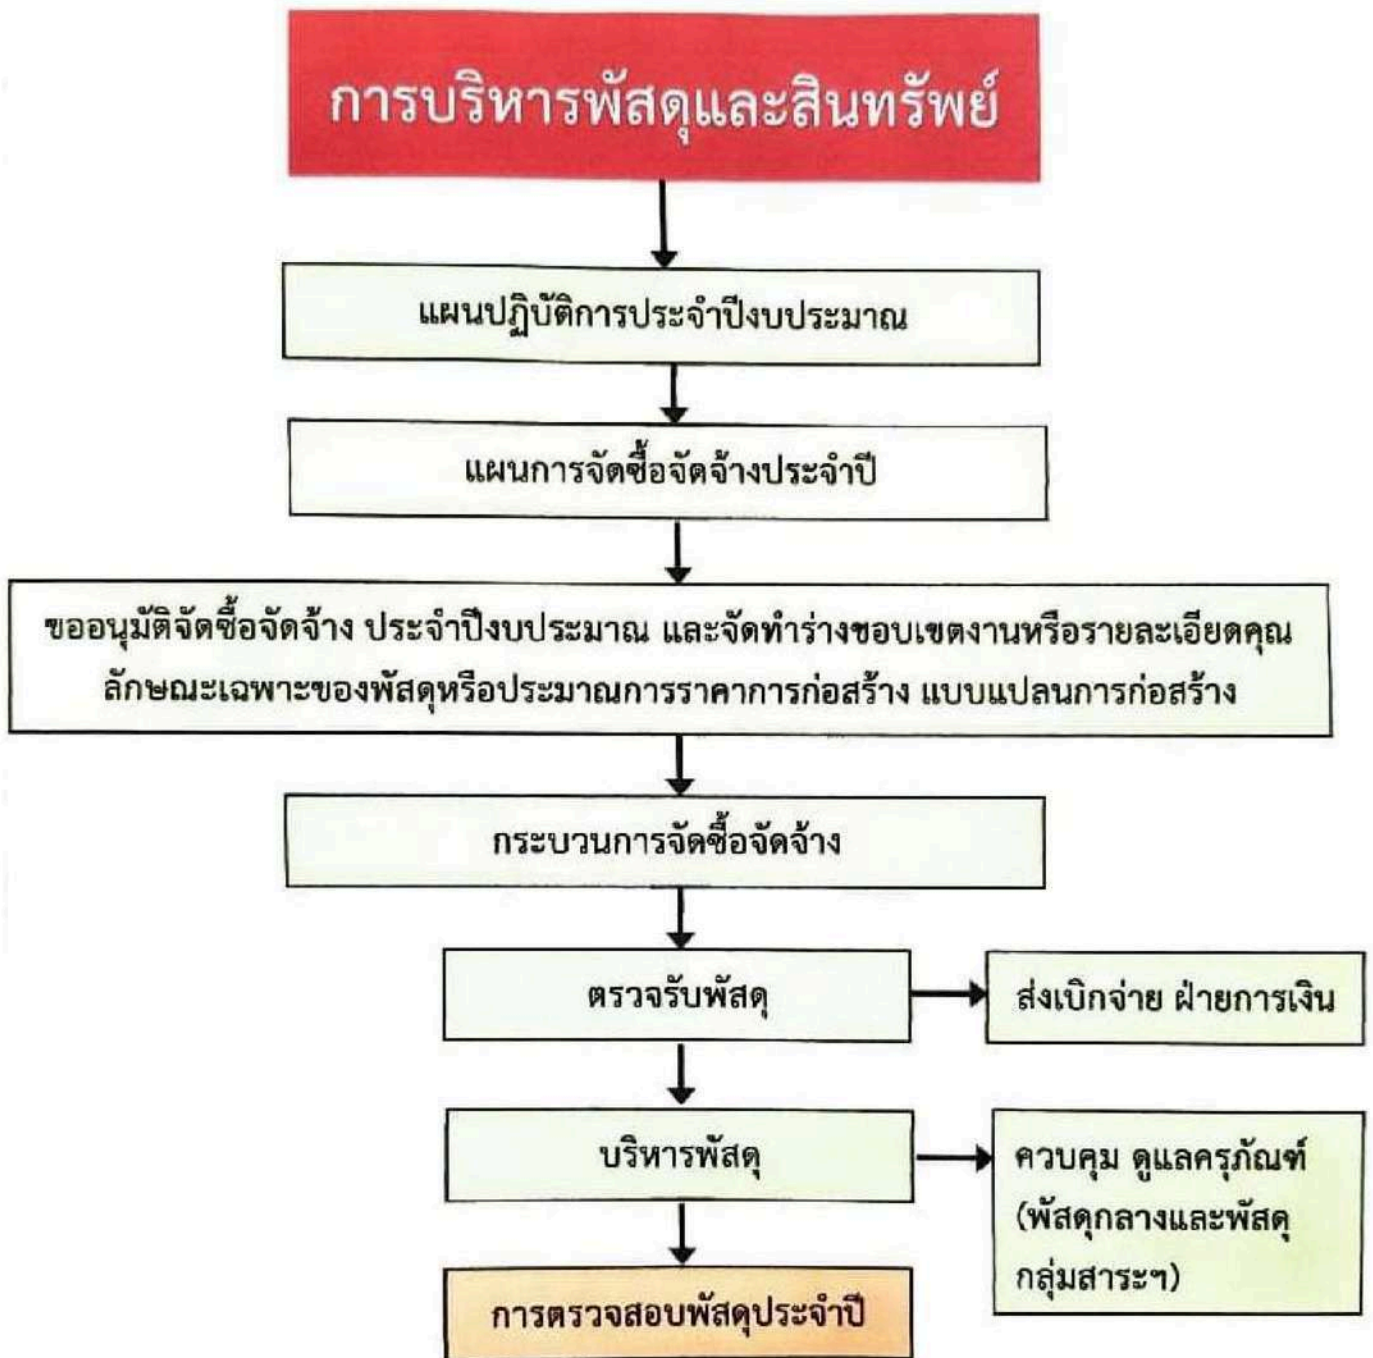 การบริหารพัสดุและสินทรัพย์
แผนปฏิบัติการประจำปีงบประมาณ
แผนการจัดซื้อจัดจ้างประจำปี
ขออนุมัติจัดซื้อจัดจ้าง ประจำปีงบประมาณ และจัดทำร่างขอบเขตงานหรือรายละเอียดคุณ
ลักษณะเฉพาะของพัสดุหรือประมาณการราคาการก่อสร้าง แบบแปลนการก่อสร้าง
กระบวนการจัดซื้อจัดจ้าง
ตรวจรับพัสดุ
ส่งเบิกจ่าย ฝ่ายการเงิน
บริหารพัสดุ
ควบคุม ดูแลครุภัณฑ์
(พัสดุกลางและพัสดุ
กลุ่มสาระฯ)
การตรวจสอบพัสดุประจำปี